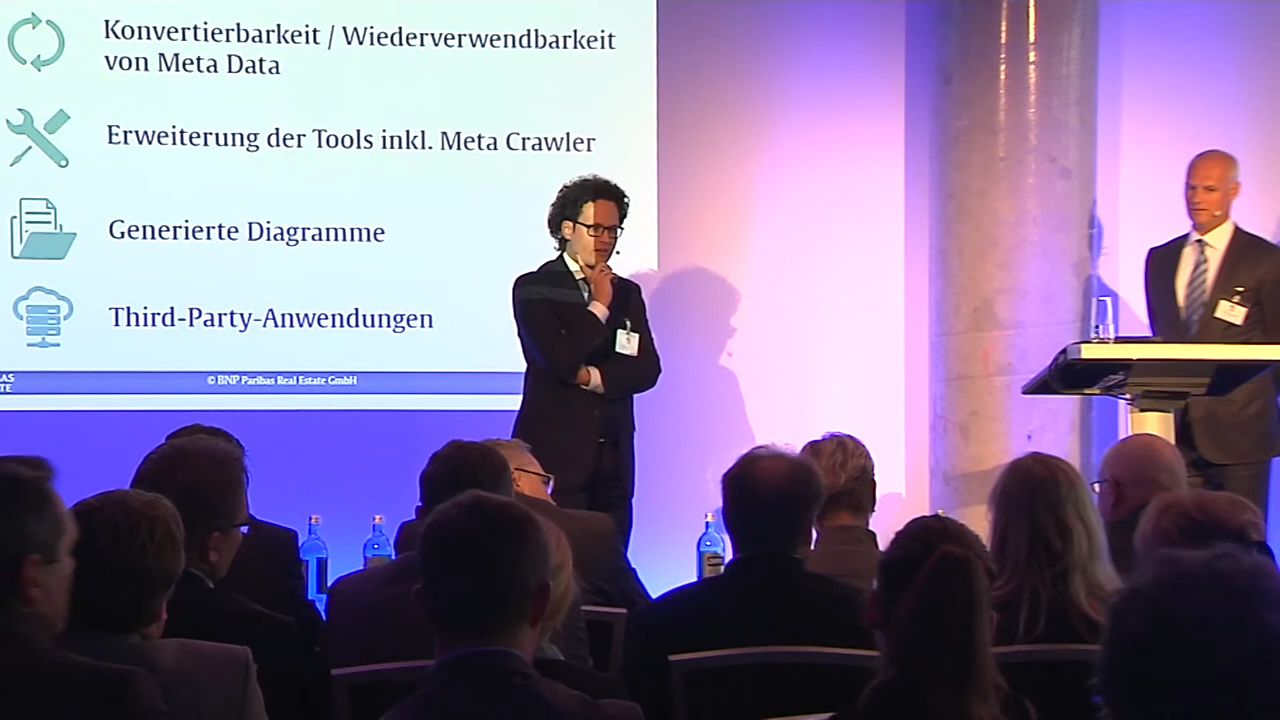 Konvertierbarkeit / Wiederverwendbarkeit
von Meta Data
Erweiterung der Tools inkl. Meta Crawler
Generierte Diagramme
Third-Party-Anwendungen
© BNP Paribas Real Estate GmbH